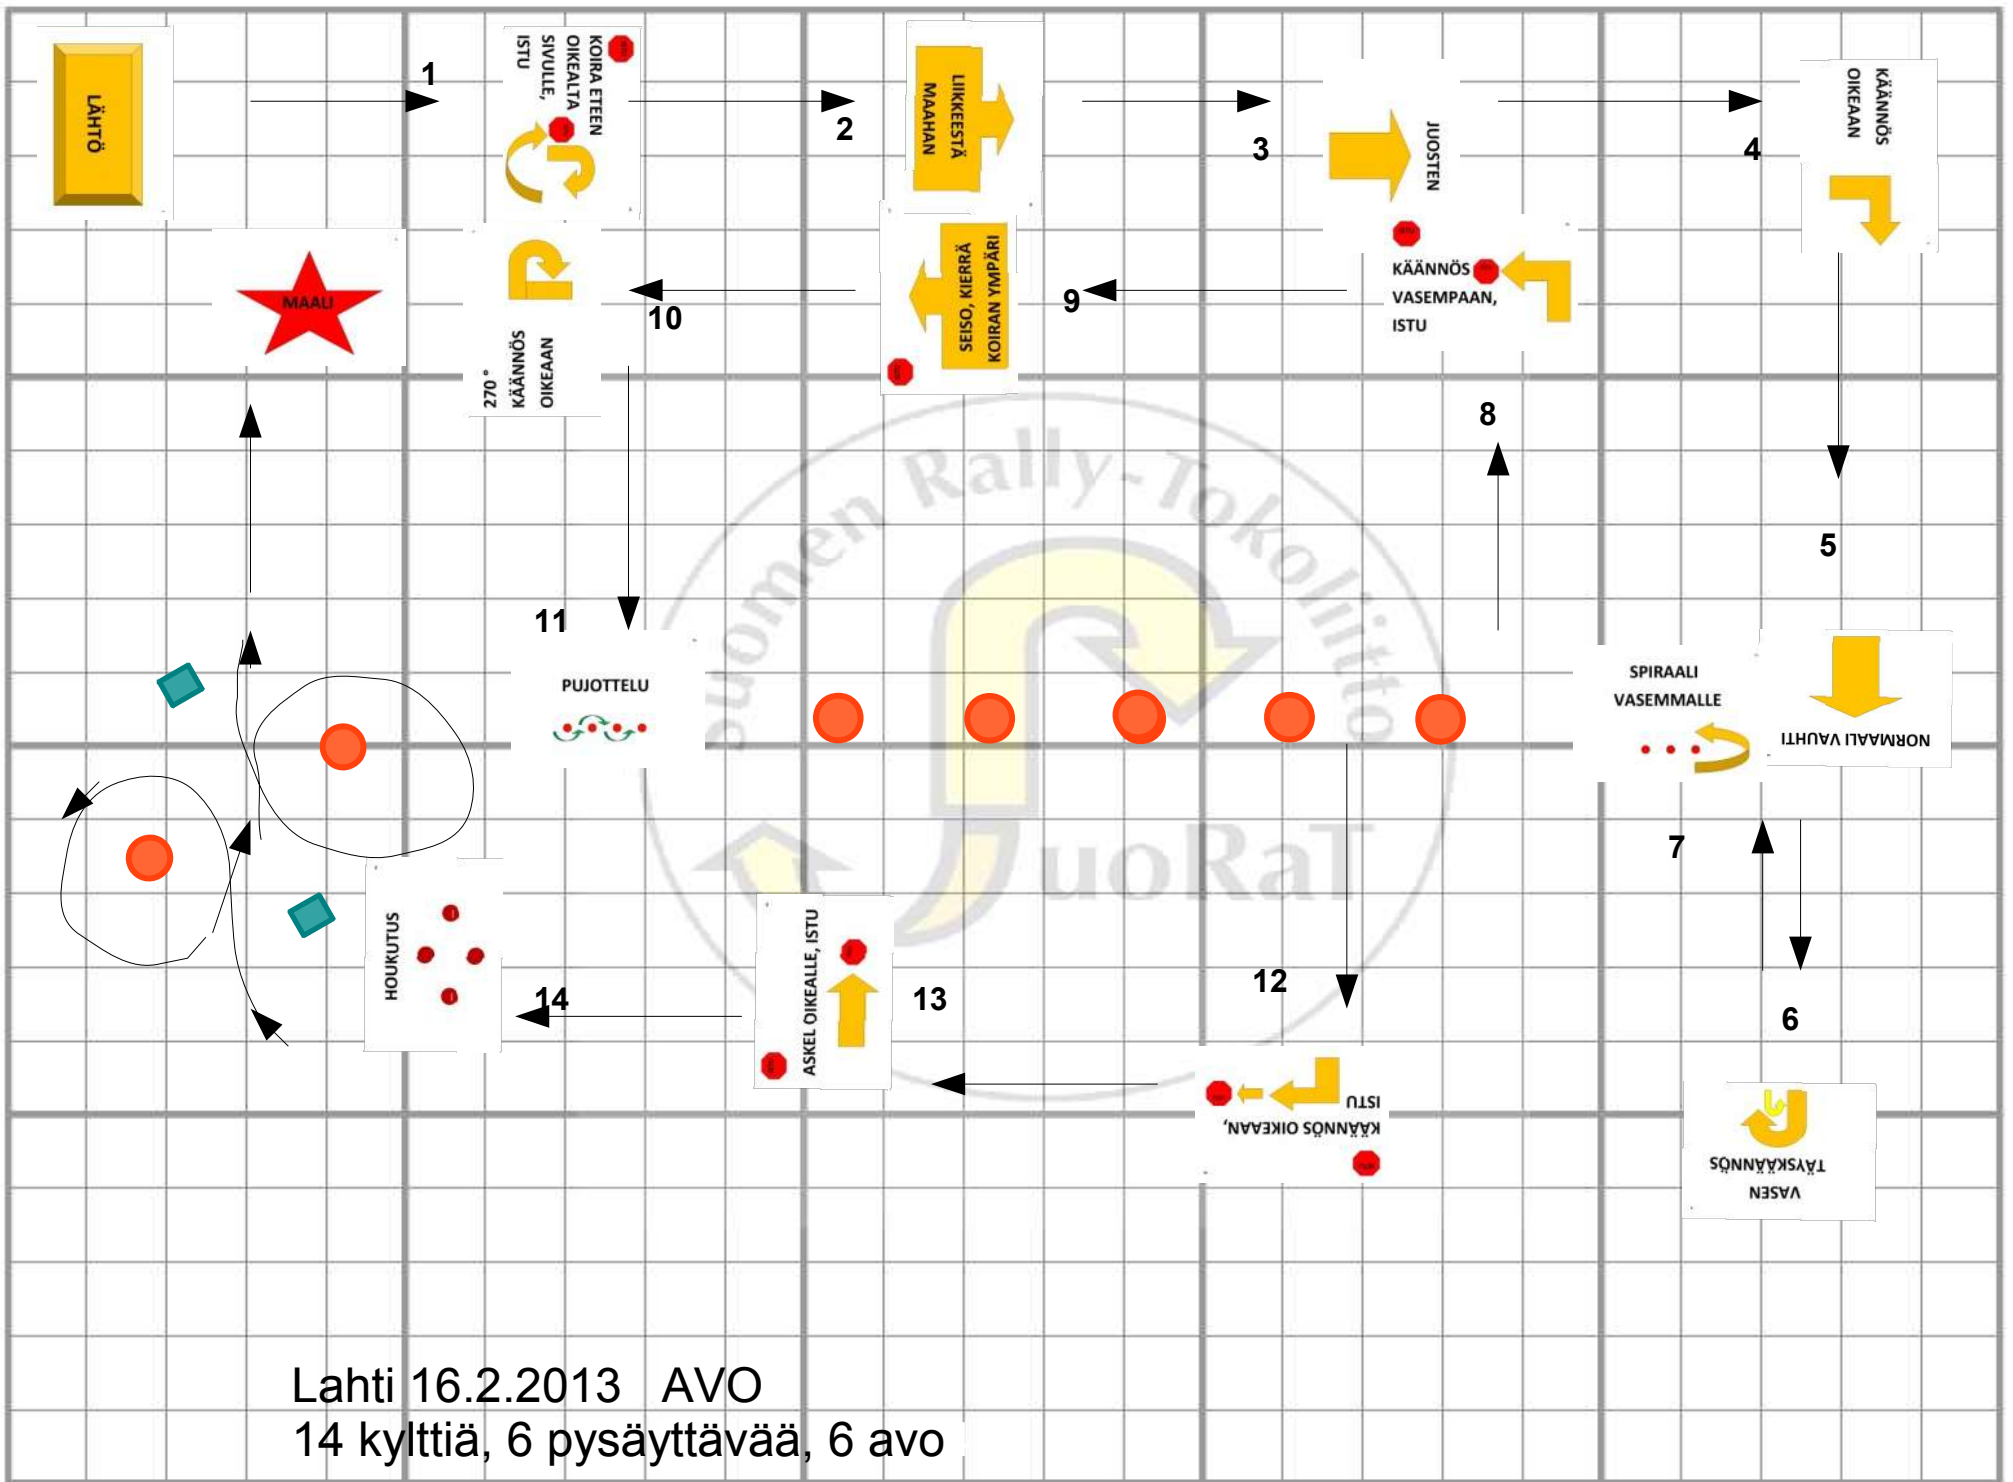 LÄHTÖ
1
KOIRA ETEEN
OIKEALTA
SIVULLE,
ISTU
2
LIIKKEESTÄ
MAAHAN
3
JUOSTEN
4
KÄÄNNÖS
OIKEAAN
MAALI
10
270°
KÄÄNNÖS
OIKEAAN
SEISO, KIERRÄ
KOIRAN YMPÄRI
9
KÄÄNNÖS
VASEMPAAN,
ISTU
8
5
Suomen Rally-Tokoliitto
SuoRaT
11
PUJOTTELU
SPIRAALI
VASEMMALLE
NORMAALI VAUHTI
7
6
HOUKUTUS
14
ASKEL OIKEALLE, ISTU
13
12
KÄÄNNÖS OIKEAAN,
ISTU
VASEN
TÄYSKÄÄNNÖS
Lahti 16.2.2013 AVO
14 kylttiä, 6 pysäyttävää, 6 avo